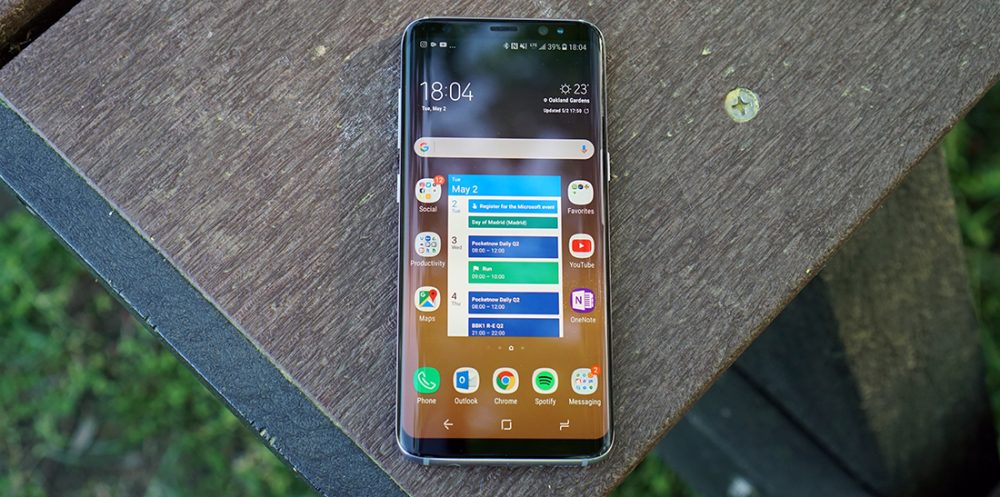 LTE 39% 18:04
18:04
Tue, May 2
23°
Oakland Gardens
Updated 5/2 17:50
G
Tue
May 2
2
Tue
Register for the Microsoft event
Day of Madrid (Madrid)
3
Wed
Pocketnow Daily Q2
08:00 – 12:00
Run
09:00 – 10:00
4
Thu
Pocketnow Daily Q2
08:00 – 12:00
BBK1 R-E Q2
21:00 – 22:00
12
Social
Favorites
Productivity
YouTube
Maps
N
OneNote
Phone
Outlook
Chrome
Spotify
2
Messaging